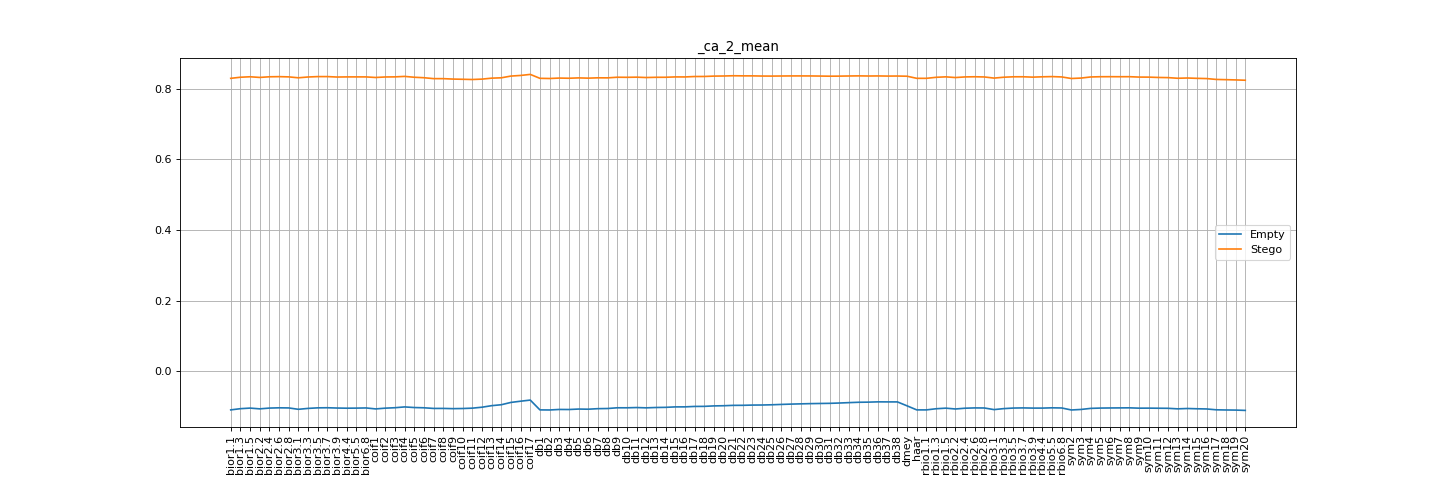 _ca_2_mean
0.8
0.6
0.4
0.2
0.0
Empty
Stego
bior1.1
bior1.3
bior1.5
bior2.2
bior2.4
bior2.6
bior2.8
bior3.1
bior3.3
bior3.5
bior3.7
bior3.9
bior4.4
bior5.5
bior6.8
coif1
coif2
coif3
coif4
coif5
coif6
coif7
coif8
coif9
coif10
coif11
coif12
coif13
coif14
coif15
coif16
coif17
db1
db2
db3
db4
db5
db6
db7
db8
db9
db10
db11
db12
db13
db14
db15
db16
db17
db18
db19
db20
db21
db22
db23
db24
db25
db26
db27
db28
db29
db30
db31
db32
db33
db34
db35
db36
db37
db38
dmey
haar
rbio1.1
rbio1.3
rbio1.5
rbio2.2
rbio2.4
rbio2.6
rbio2.8
rbio3.1
rbio3.3
rbio3.5
rbio3.7
rbio3.9
rbio4.4
rbio5.5
rbio6.8
sym2
sym3
sym4
sym5
sym6
sym7
sym8
sym9
sym10
sym11
sym12
sym13
sym14
sym15
sym16
sym17
sym18
sym19
sym20